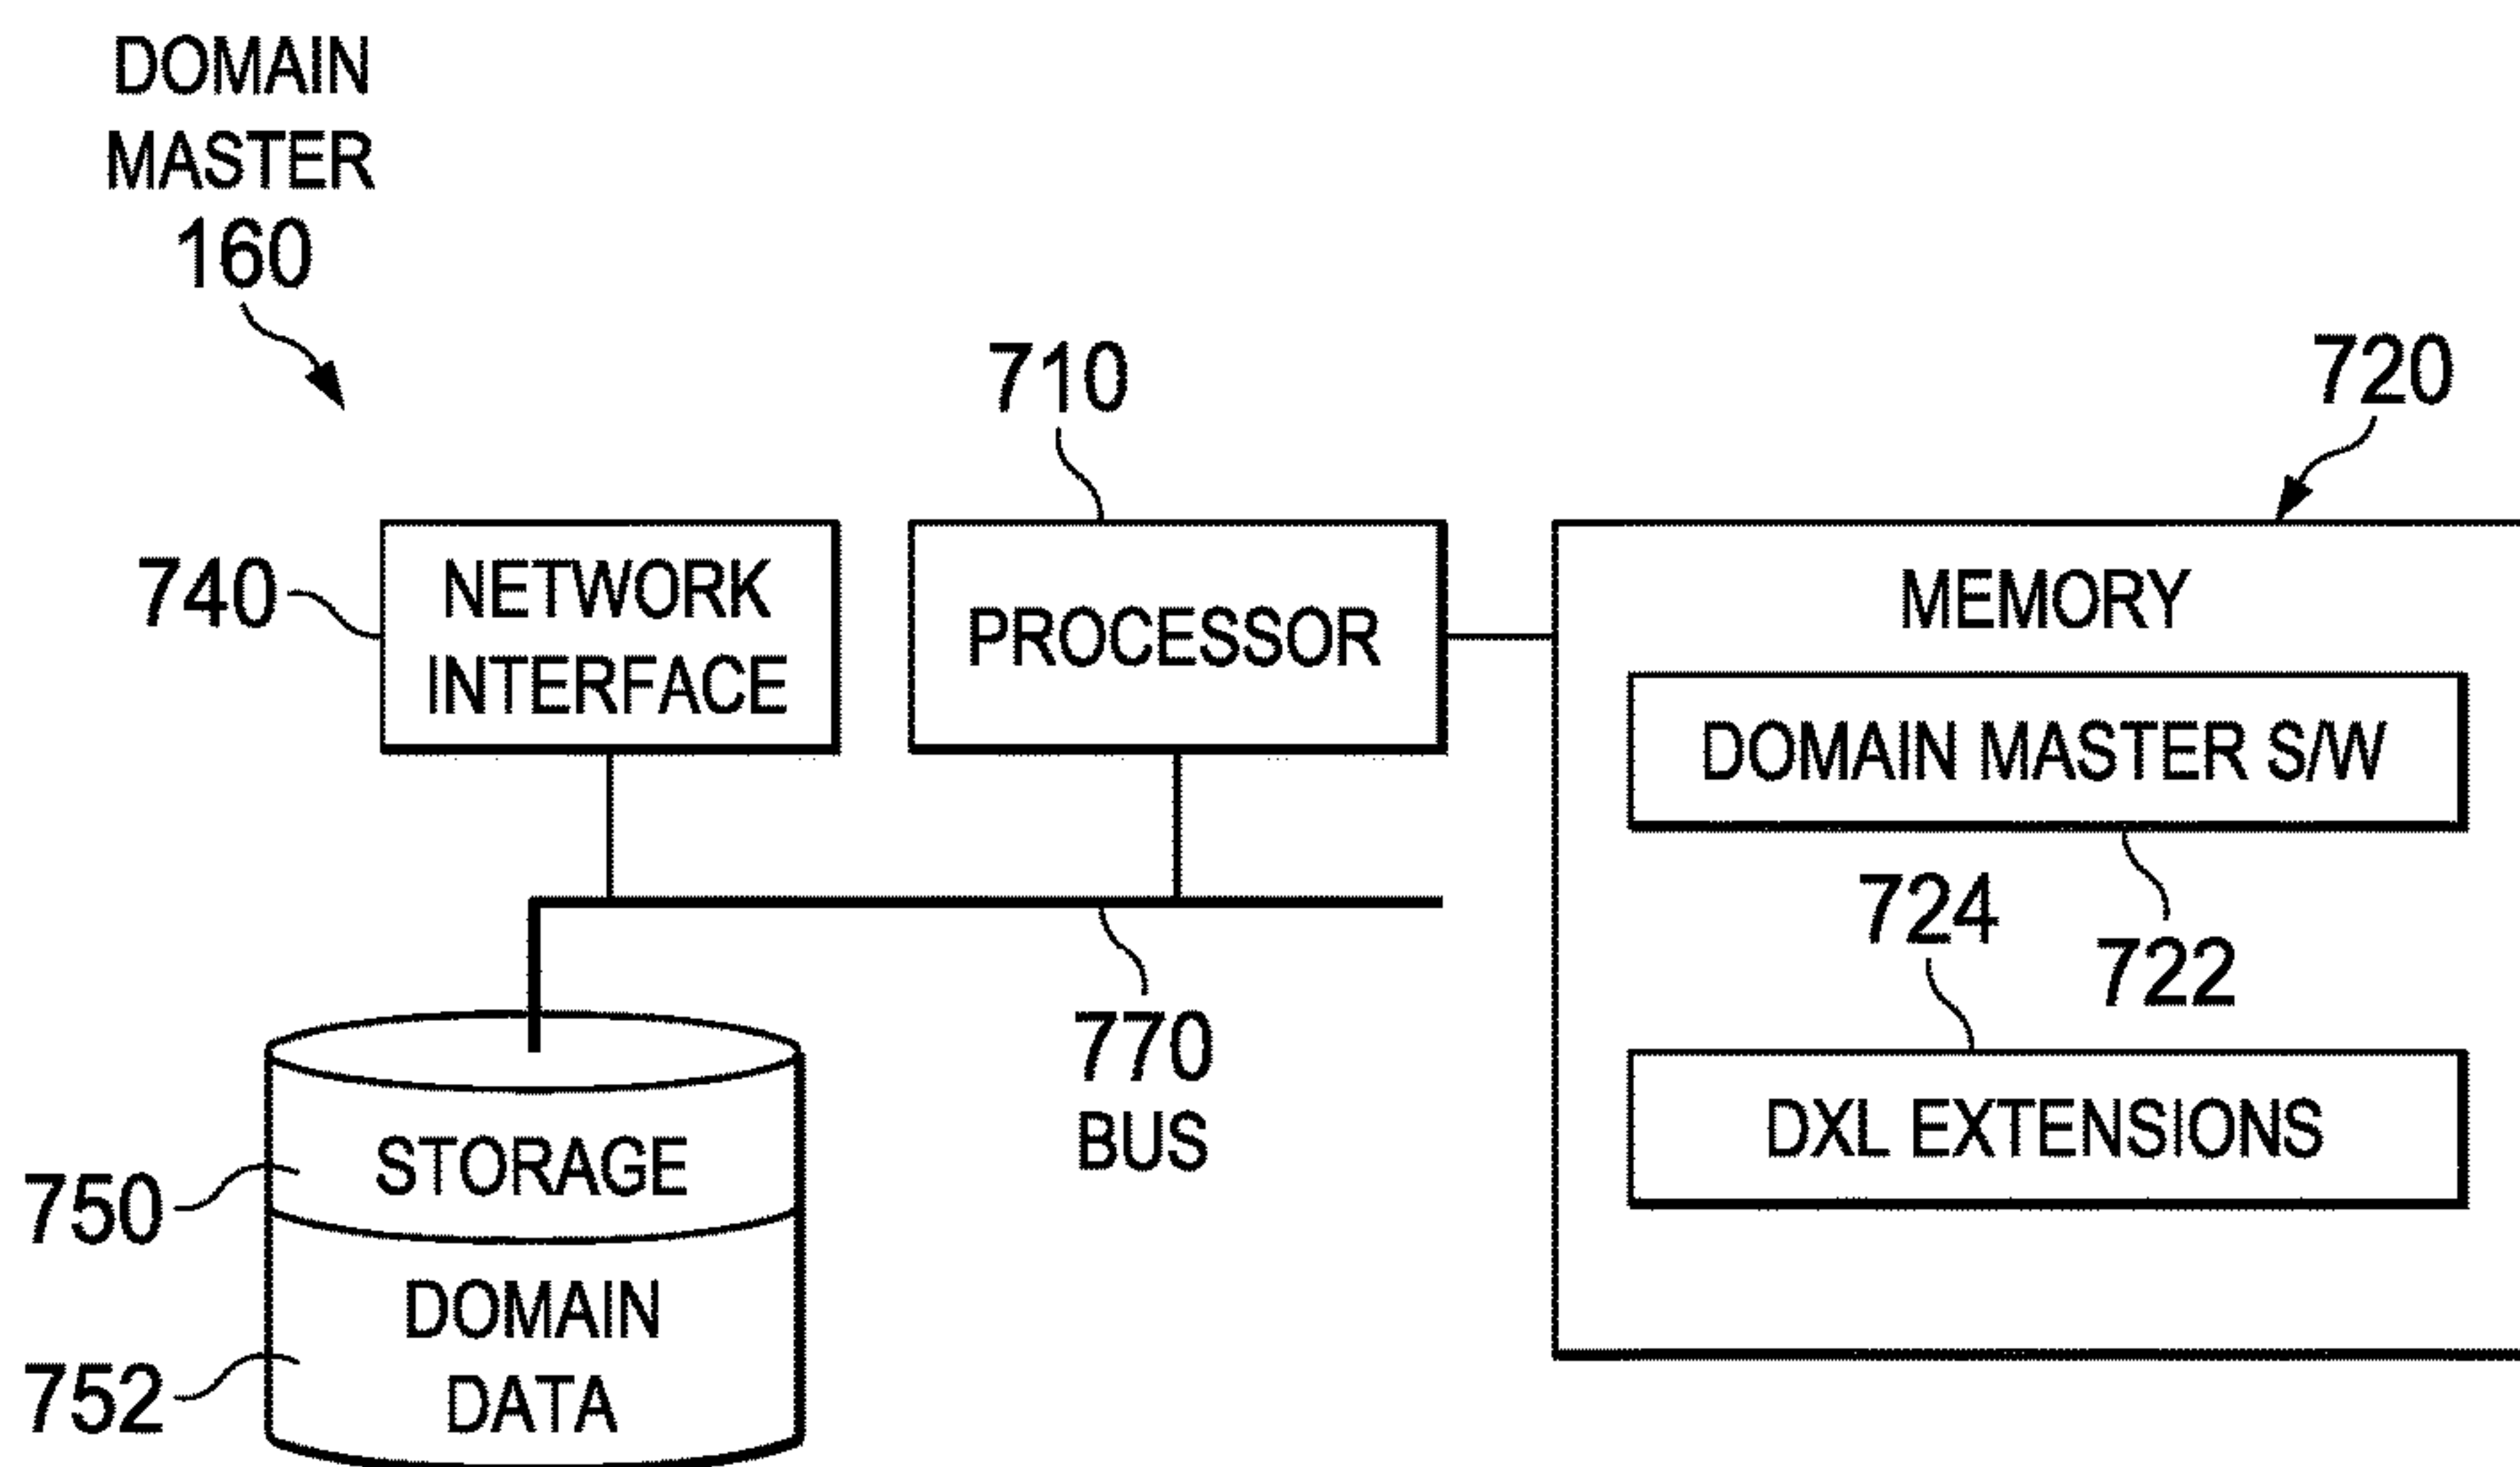 DOMAIN
MASTER
160
710
720
740
NETWORK
INTERFACE
PROCESSOR
MEMORY
DOMAIN MASTER S/W
724
722
770
BUS
DXL EXTENSIONS
750
STORAGE
752
DOMAIN
DATA